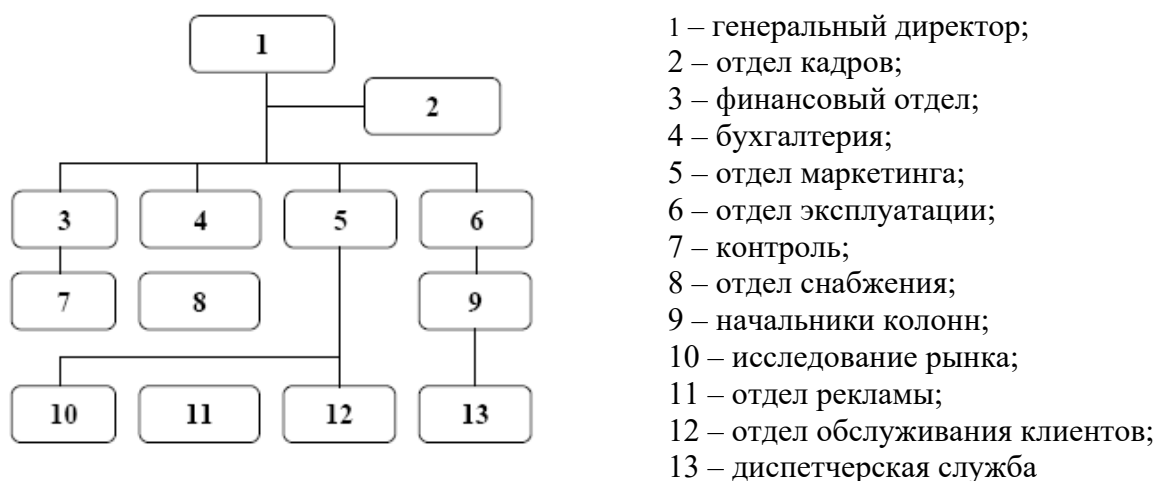 1
2
3
4
5
6
7
8
9
10
11
12
13
1 – генеральный директор;
2 – отдел кадров;
3 – финансовый отдел;
4 – бухгалтерия;
5 – отдел маркетинга;
6 – отдел эксплуатации;
7 – контроль;
8 – отдел снабжения;
9 – начальники колонн;
10 – исследование рынка;
11 – отдел рекламы;
12 – отдел обслуживания клиентов;
13 – диспетчерская служба